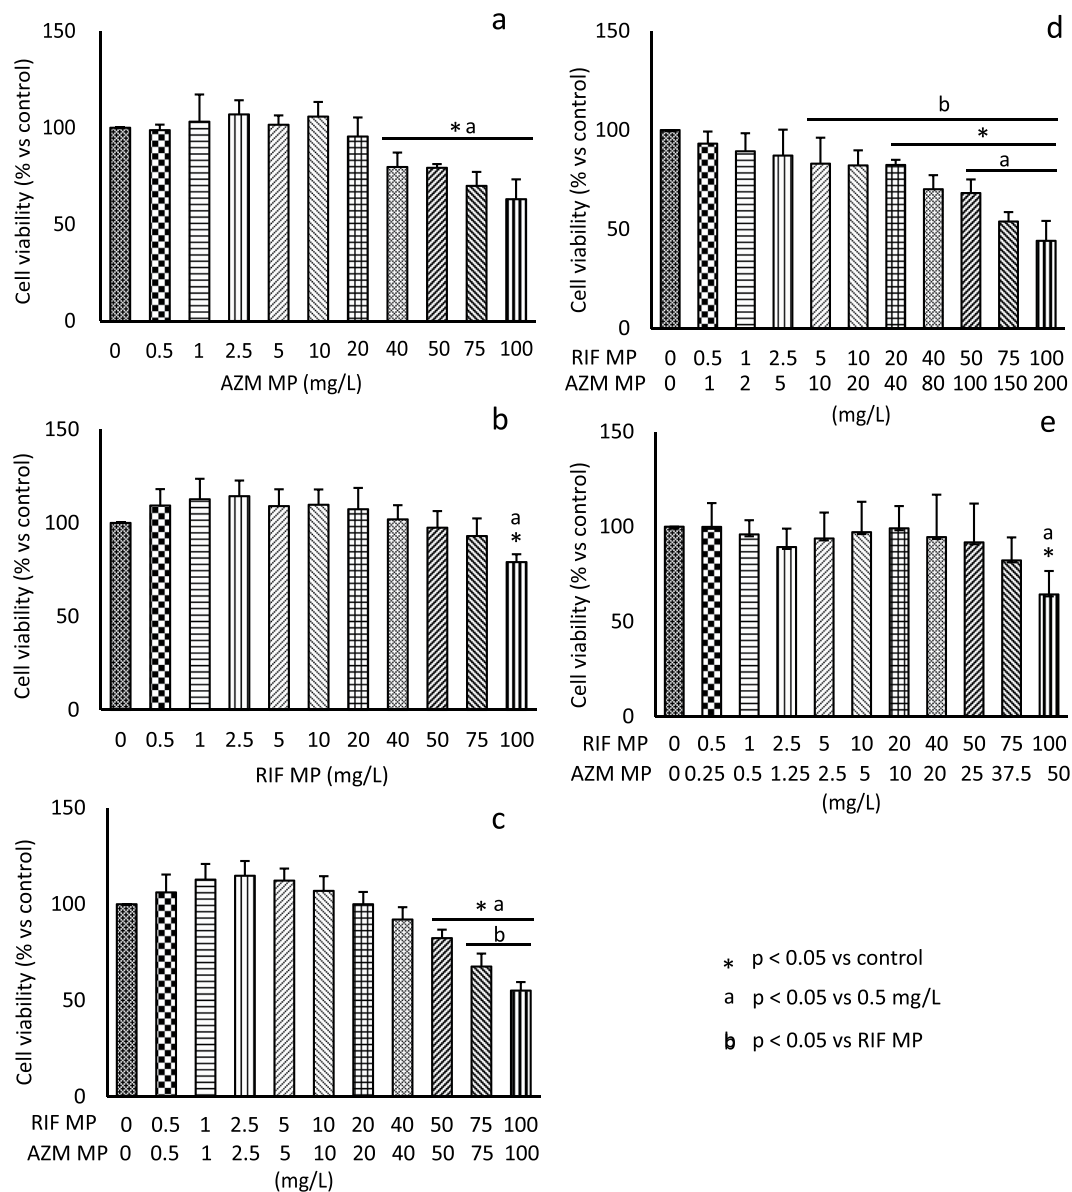 a
150
100
50
0
Cell viability (% vs control)
* a
0 0.5 1 2.5 5 10 20 40 50 75 100
AZM MP (mg/L)
b
150
100
50
0
Cell viability (% vs control)
a
*
0 0.5 1 2.5 5 10 20 40 50 75 100
RIF MP (mg/L)
c
150
100
50
0
Cell viability (% vs control)
* a
b
RIF MP 0 0.5 1 2.5 5 10 20 40 50 75 100
AZM MP 0 0.5 1 2.5 5 10 20 40 50 75 100
(mg/L)
d
150
100
50
0
Cell viability (% vs control)
b
*
a
RIF MP 0 0.5 1 2.5 5 10 20 40 50 75 100
AZM MP 0 1 2 5 10 20 40 80 100 150 200
(mg/L)
e
150
100
50
0
Cell viability (% vs control)
a
*
RIF MP 0 0.5 1 2.5 5 10 20 40 50 75 100
AZM MP 0 0.25 0.5 1.25 2.5 5 10 20 25 37.5 50
(mg/L)
* p < 0.05 vs control
a p < 0.05 vs 0.5 mg/L
b p < 0.05 vs RIF MP